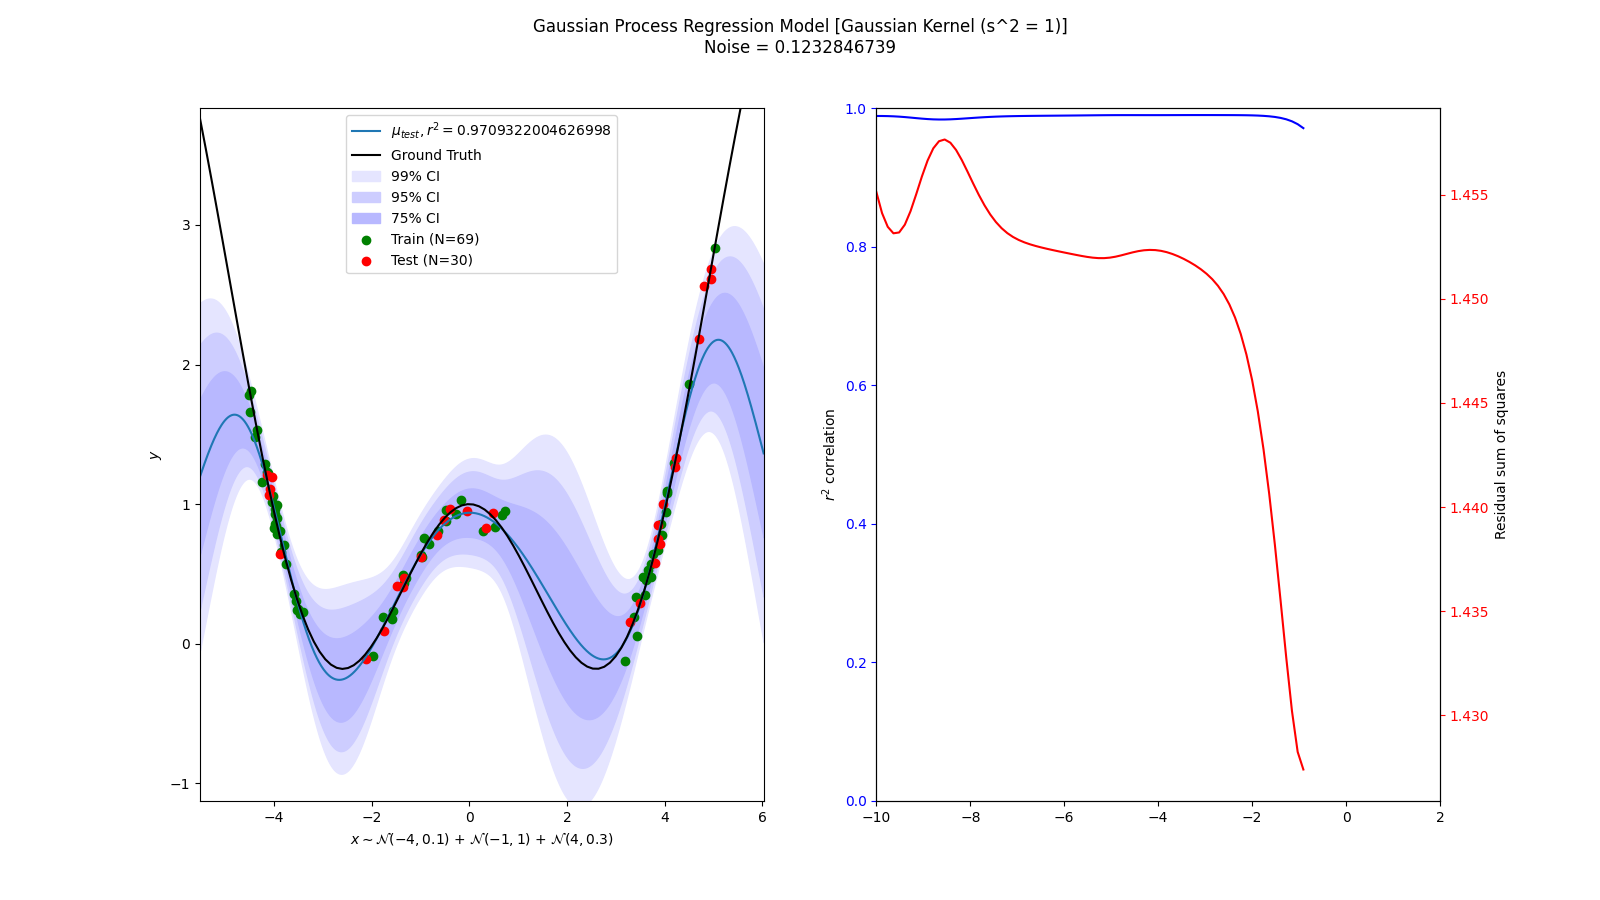 Gaussian Process Regression Model [Gaussian Kernel (s^2 = 1)]
Noise = 0.1232846739
μ_test, r² = 0.9709322004626998
Ground Truth
99% CI
95% CI
75% CI
Train (N=69)
Test (N=30)
y
3
2
1
0
−1
−4
−2
0
2
4
6
x ∼ 𝒩(−4, 0.1) + 𝒩(−1, 1) + 𝒩(4, 0.3)
r² correlation
1.0
0.8
0.6
0.4
0.2
0.0
−10
−8
−6
−4
−2
0
2
1.455
1.450
1.445
1.440
1.435
1.430
Residual sum of squares